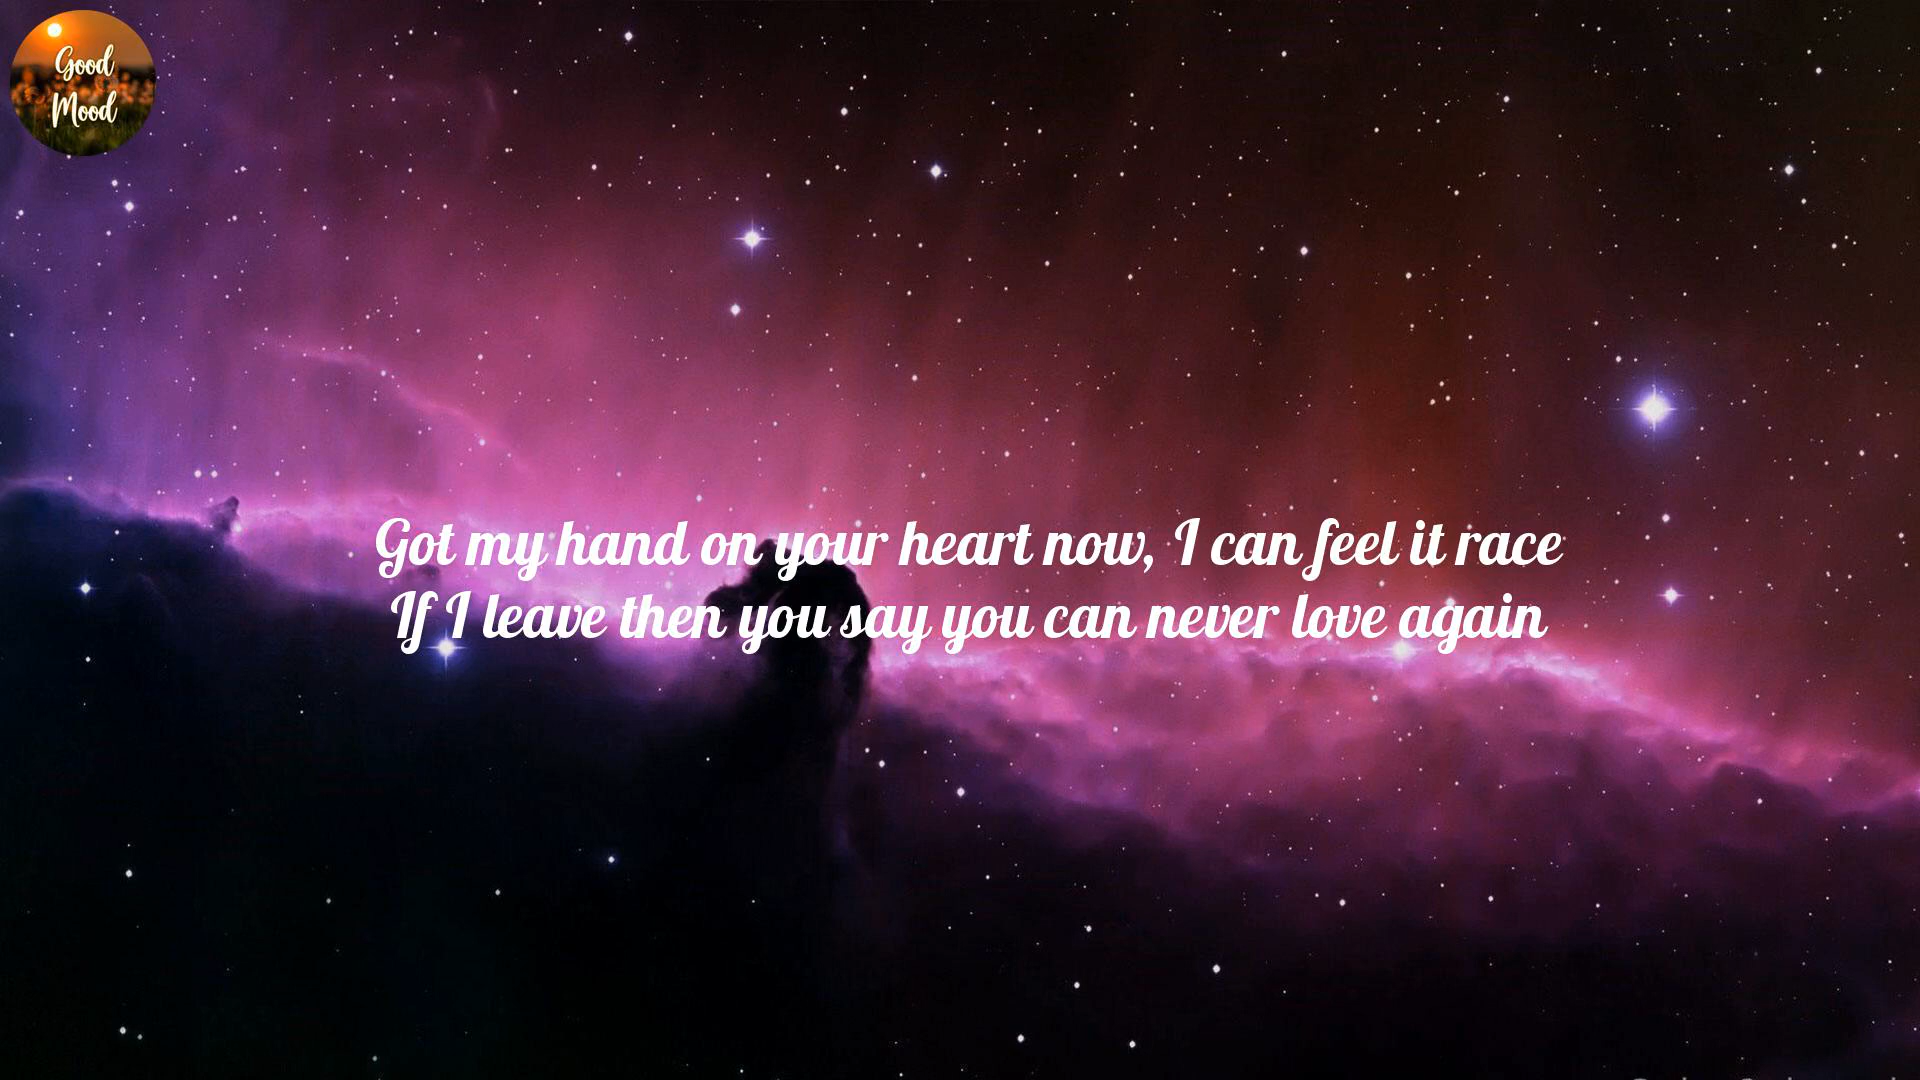 Good
Mood
Got my hand on your heart now, I can feel it race
If I leave then you say you can never love again